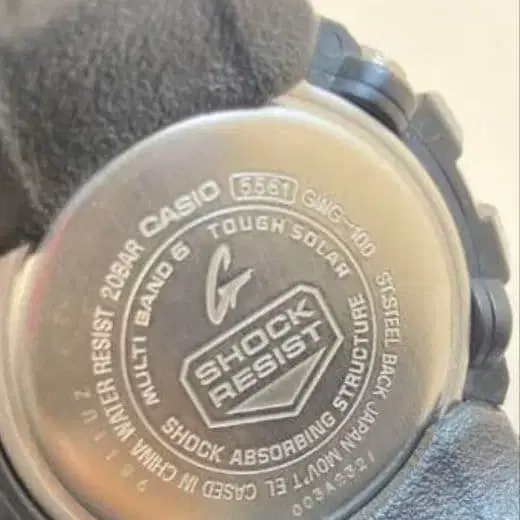 CASIO 5561 GWG-100 ST.STEEL BACK JAPAN MOV'T EL CASED IN CHINA WATER RESIST 20BAR
MULTI BAND 6 TOUGH SOLAR
G
SHOCK
RESIST
SHOCK ABSORBING STRUCTURE